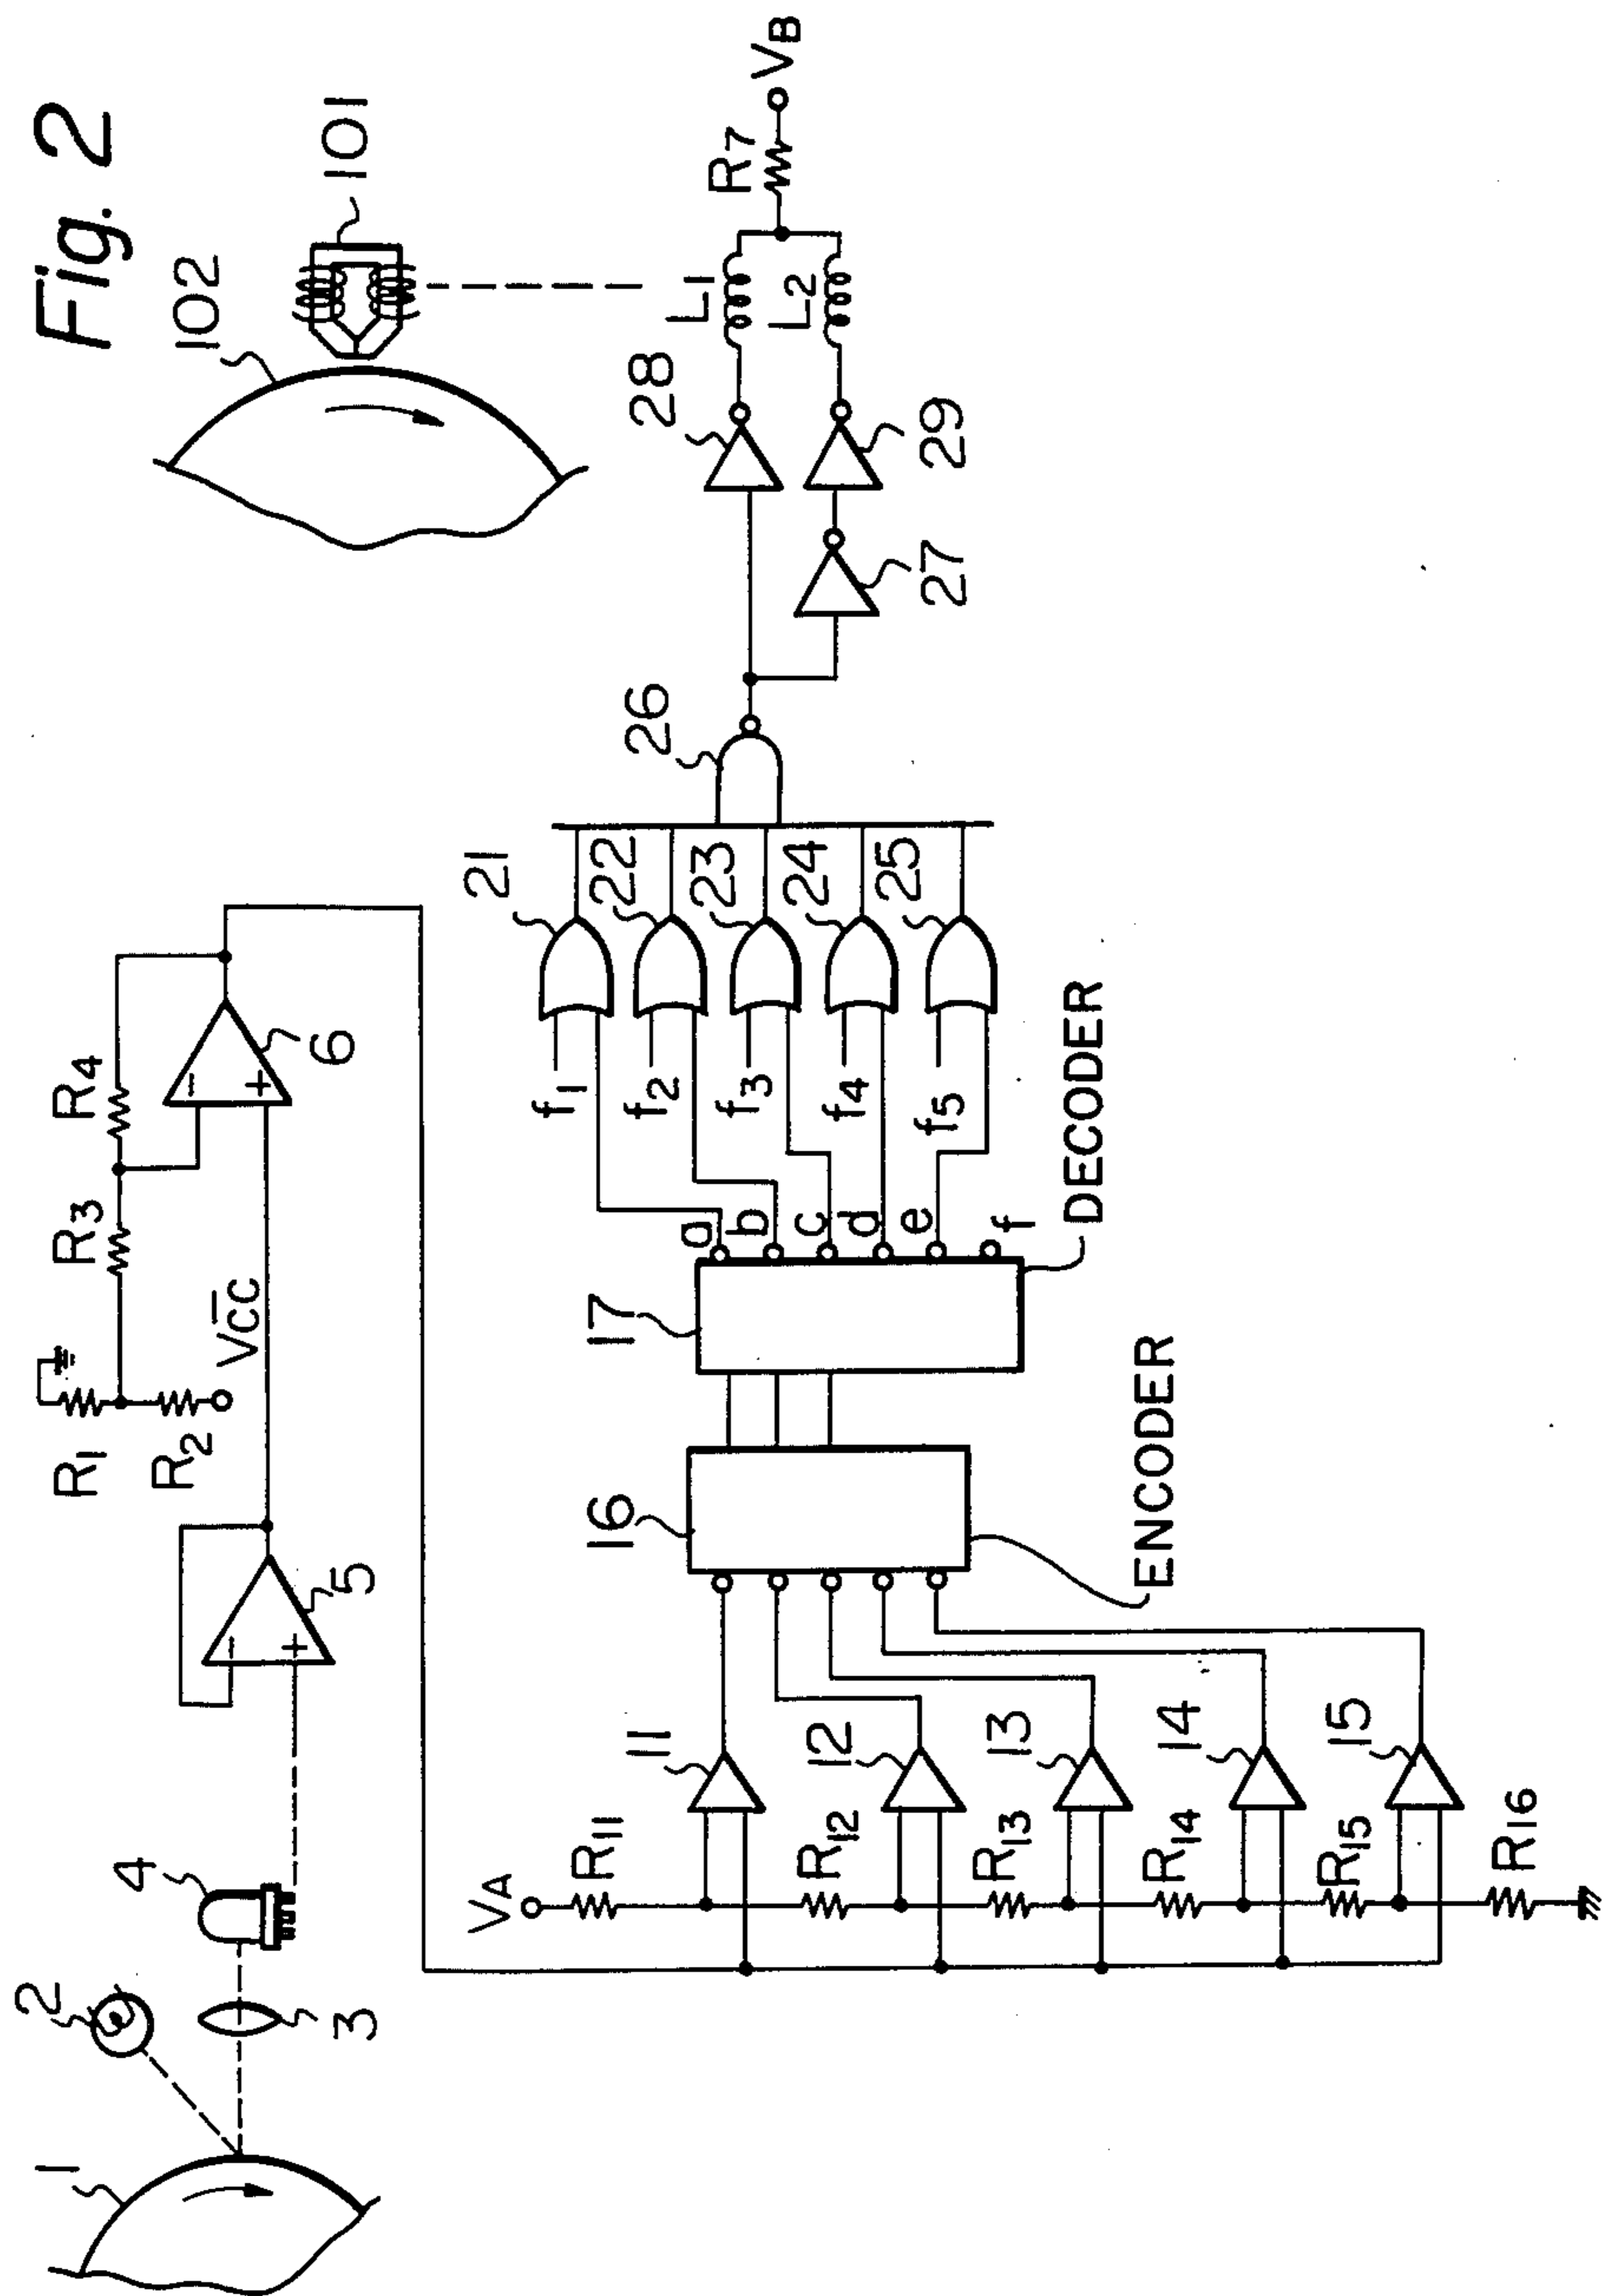 Fig. 2
1
2
3
4
5
R1
R2
VCC
R3
R4
6
102
101
VA
R11
R12
R13
R14
R15
R16
11
12
13
14
15
16
ENCODER
17
DECODER
a
b
c
d
e
f
f1
f2
f3
f4
f5
21
22
23
24
25
26
27
28
29
L1
L2
R7
VB
-
+
-
+